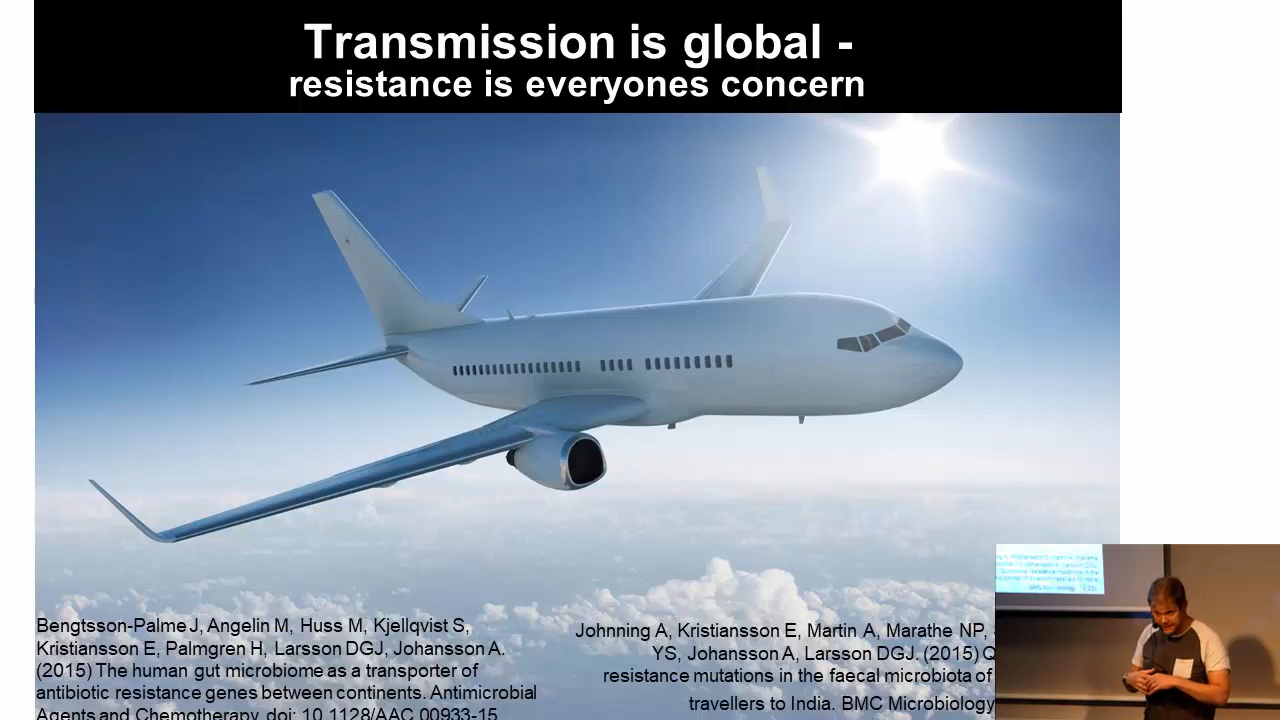 Transmission is global -
resistance is everyones concern
Bengtsson-Palme J, Angelin M, Huss M, Kjellqvist S,
Kristiansson E, Palmgren H, Larsson DGJ, Johansson A.
(2015) The human gut microbiome as a transporter of
antibiotic resistance genes between continents. Antimicrobial
Agents and Chemotherapy. doi: 10.1128/AAC.00933-15
Johnning A, Kristiansson E, Martin A, Marathe NP,
YS, Johansson A, Larsson DGJ. (2015) Q
resistance mutations in the faecal microbiota of
travellers to India. BMC Microbiology